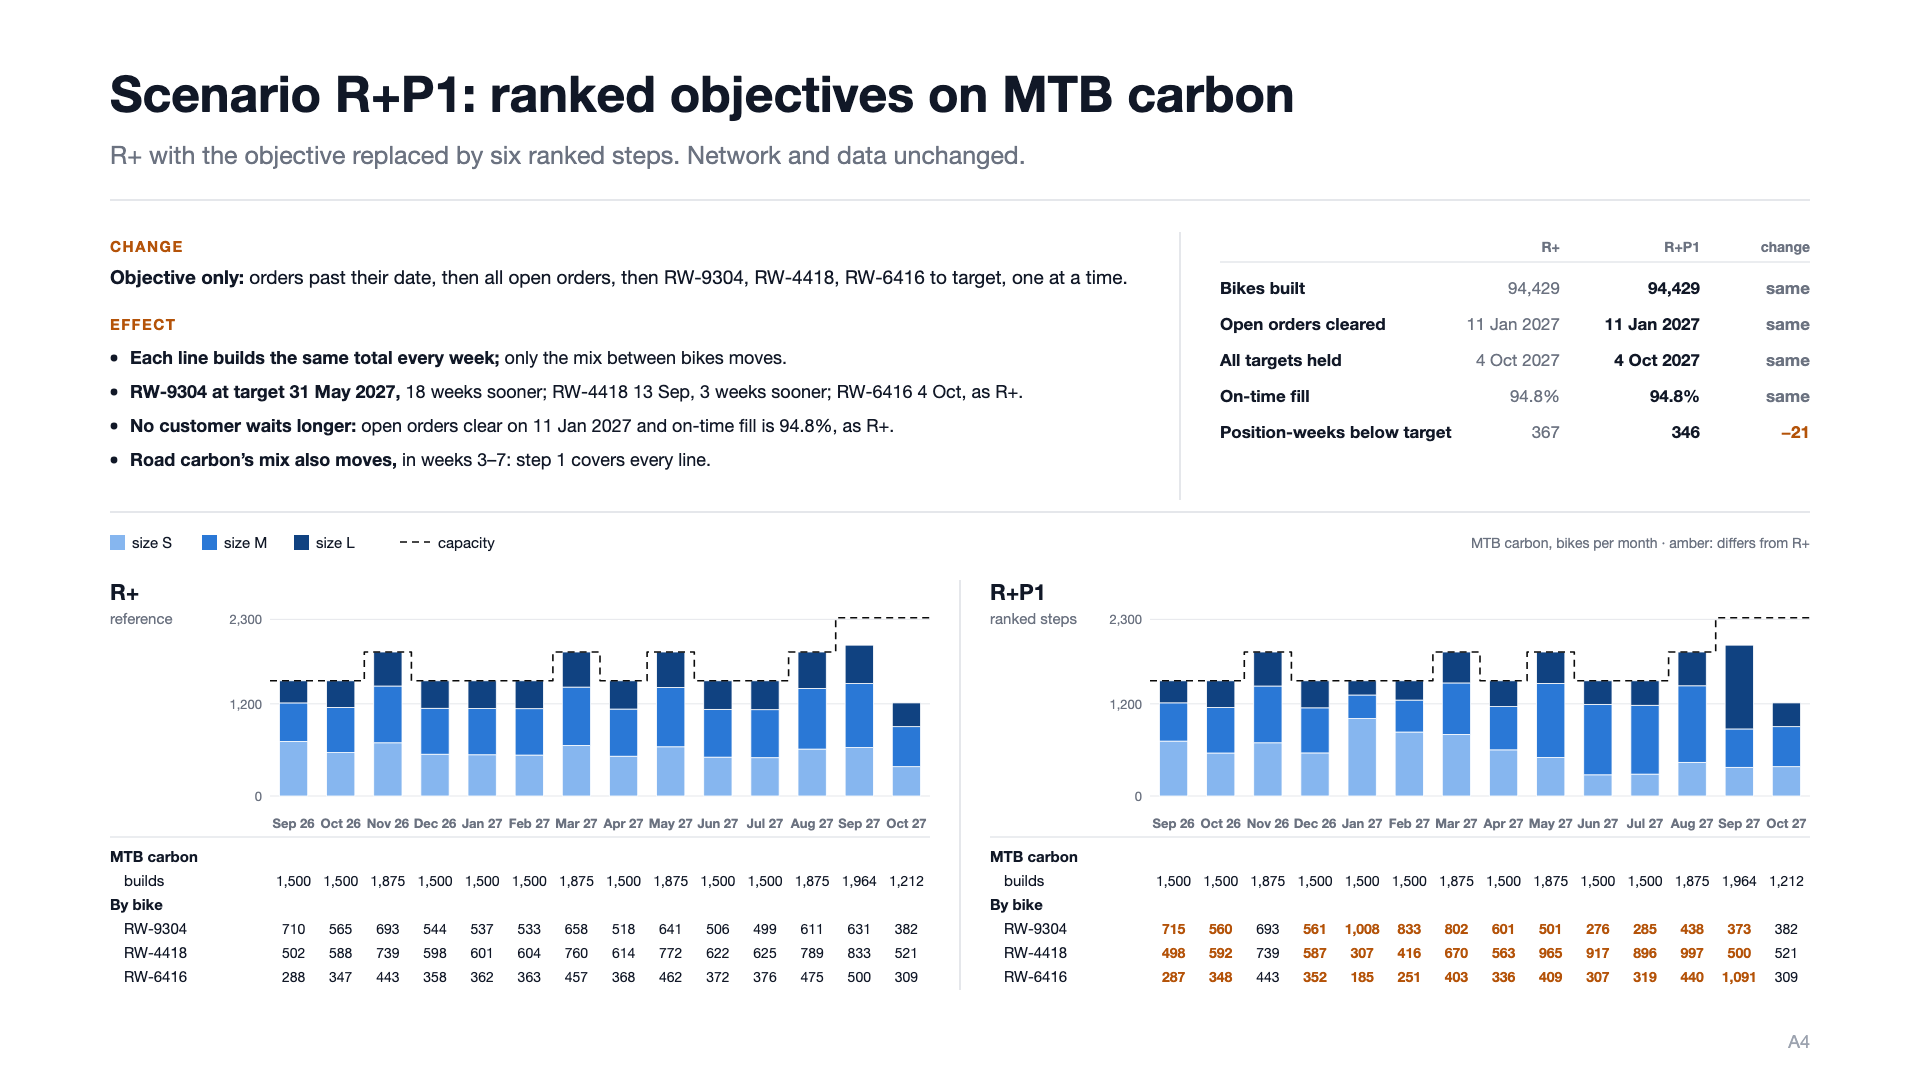 Scenario R+P1: ranked objectives on MTB carbon
R+ with the objective replaced by six ranked steps. Network and data unchanged.
CHANGE
Objective only: orders past their date, then all open orders, then RW-9304, RW-4418, RW-6416 to target, one at a time.
EFFECT
• Each line builds the same total every week; only the mix between bikes moves.
• RW-9304 at target 31 May 2027, 18 weeks sooner; RW-4418 13 Sep, 3 weeks sooner; RW-6416 4 Oct, as R+.
• No customer waits longer: open orders clear on 11 Jan 2027 and on-time fill is 94.8%, as R+.
• Road carbon’s mix also moves, in weeks 3–7: step 1 covers every line.
R+ R+P1 change
Bikes built 94,429 94,429 same
Open orders cleared 11 Jan 2027 11 Jan 2027 same
All targets held 4 Oct 2027 4 Oct 2027 same
On-time fill 94.8% 94.8% same
Position-weeks below target 367 346 –21
size S size M size L capacity
MTB carbon, bikes per month · amber: differs from R+
R+
reference
2,300
1,200
0
Sep 26 Oct 26 Nov 26 Dec 26 Jan 27 Feb 27 Mar 27 Apr 27 May 27 Jun 27 Jul 27 Aug 27 Sep 27 Oct 27
MTB carbon
builds 1,500 1,500 1,875 1,500 1,500 1,500 1,875 1,500 1,875 1,500 1,500 1,875 1,964 1,212
By bike
RW-9304 710 565 693 544 537 533 658 518 641 506 499 611 631 382
RW-4418 502 588 739 598 601 604 760 614 772 622 625 789 833 521
RW-6416 288 347 443 358 362 363 457 368 462 372 376 475 500 309
R+P1
ranked steps
2,300
1,200
0
Sep 26 Oct 26 Nov 26 Dec 26 Jan 27 Feb 27 Mar 27 Apr 27 May 27 Jun 27 Jul 27 Aug 27 Sep 27 Oct 27
MTB carbon
builds 1,500 1,500 1,875 1,500 1,500 1,500 1,875 1,500 1,875 1,500 1,500 1,875 1,964 1,212
By bike
RW-9304 715 560 693 561 1,008 833 802 601 501 276 285 438 373 382
RW-4418 498 592 739 587 307 416 670 563 965 917 896 997 500 521
RW-6416 287 348 443 352 185 251 403 336 409 307 319 440 1,091 309
A4